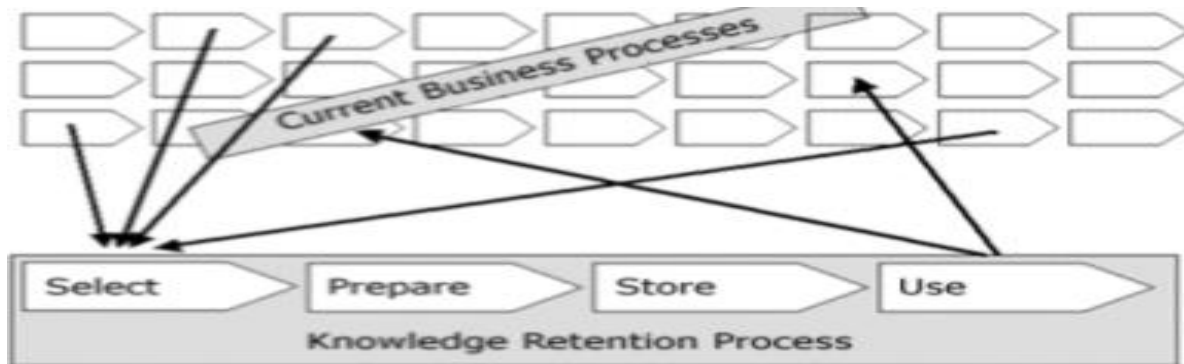 Current Business Processes
Select
Prepare
Store
Use
Knowledge Retention Process